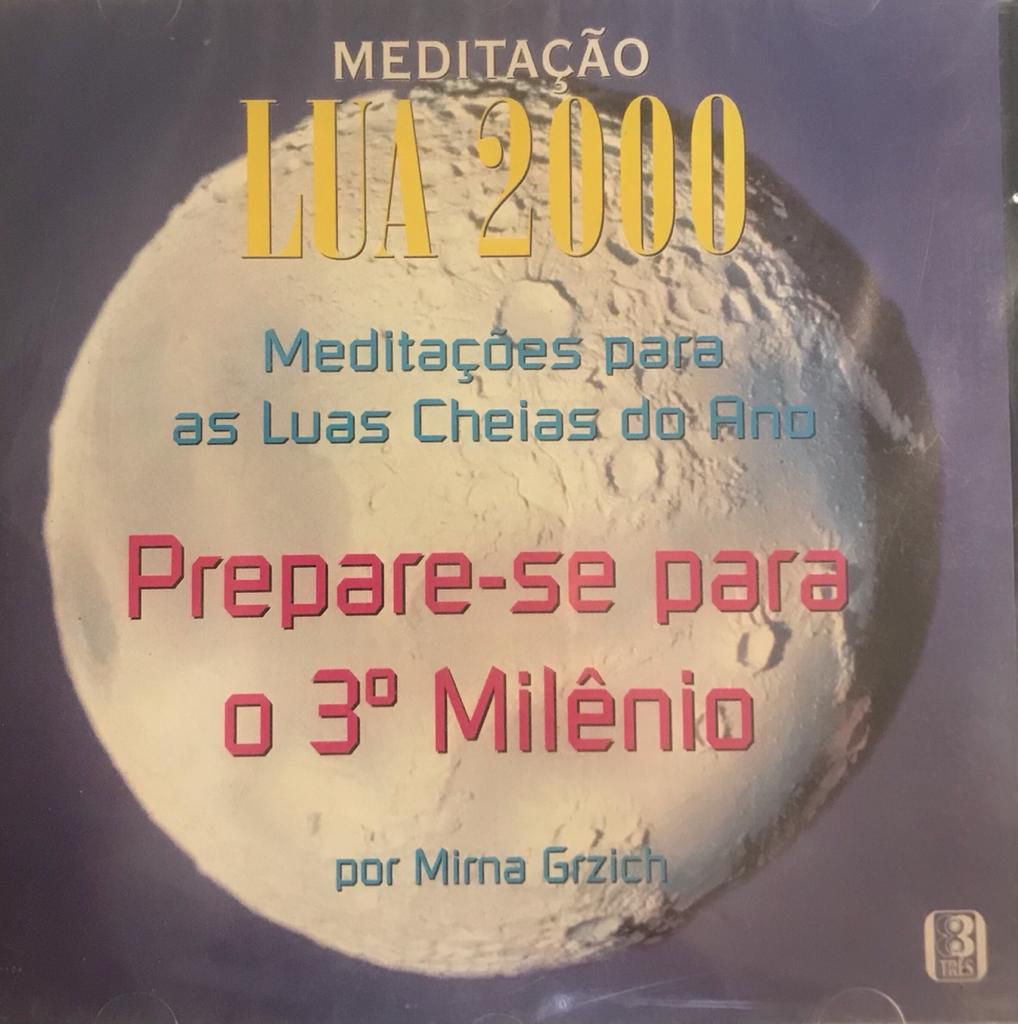 MEDITAÇÃO
LUA 2000
Meditações para
as Luas Cheias do Ano
Prepare-se para
o 3º Milênio
por Mirna Grzich
3
TRÊS